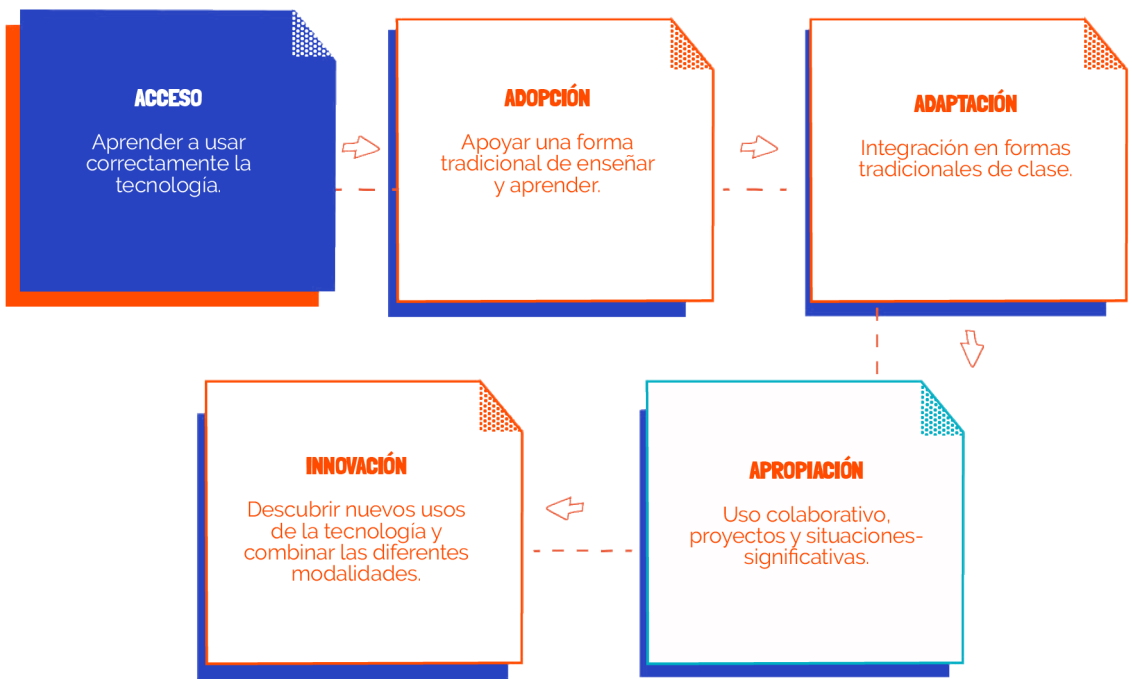 ACCESO
Aprender a usar
correctamente la
tecnología.
ADOPCIÓN
Apoyar una forma
tradicional de enseñar
y aprender.
ADAPTACIÓN
Integración en formas
tradicionales de clase.
APROPIACIÓN
Uso colaborativo,
proyectos y situaciones-
significativas.
INNOVACIÓN
Descubrir nuevos usos
de la tecnología y
combinar las diferentes
modalidades.